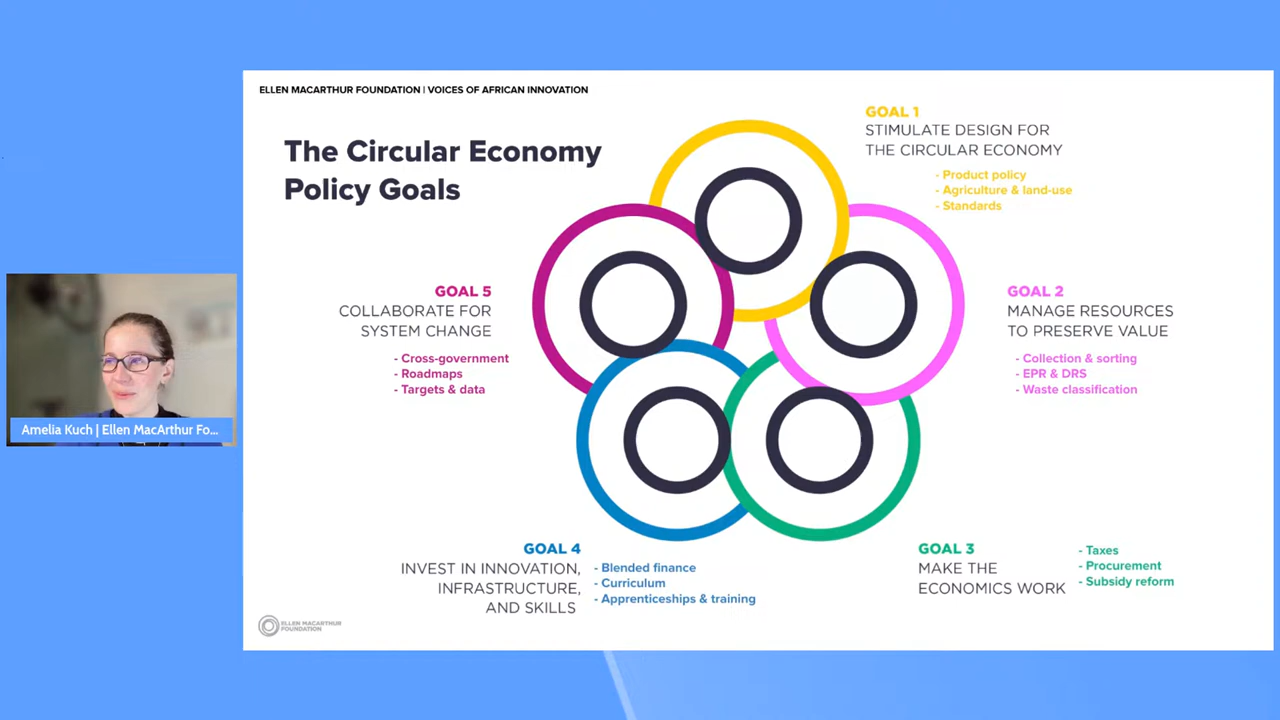 ELLEN MACARTHUR FOUNDATION | VOICES OF AFRICAN INNOVATION
The Circular Economy
Policy Goals
GOAL 1
STIMULATE DESIGN FOR
THE CIRCULAR ECONOMY
- Product policy
- Agriculture & land-use
- Standards
GOAL 2
MANAGE RESOURCES
TO PRESERVE VALUE
- Collection & sorting
- EPR & DRS
- Waste classification
GOAL 3
MAKE THE
ECONOMICS WORK
- Taxes
- Procurement
- Subsidy reform
GOAL 4
INVEST IN INNOVATION,
INFRASTRUCTURE,
AND SKILLS
- Blended finance
- Curriculum
- Apprenticeships & training
GOAL 5
COLLABORATE FOR
SYSTEM CHANGE
- Cross-government
- Roadmaps
- Targets & data
Amelia Kuch | Ellen MacArthur Fo...
ELLEN MACARTHUR
FOUNDATION